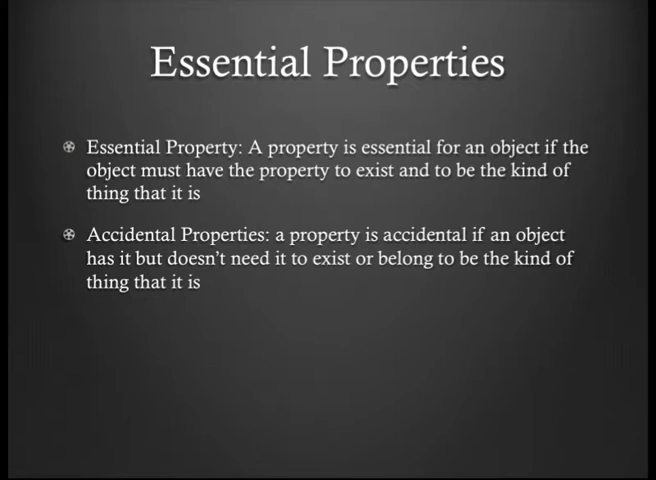 Essential Properties
Essential Property: A property is essential for an object if the
object must have the property to exist and to be the kind of
thing that it is
Accidental Properties: a property is accidental if an object
has it but doesn't need it to exist or belong to be the kind of
thing that it is